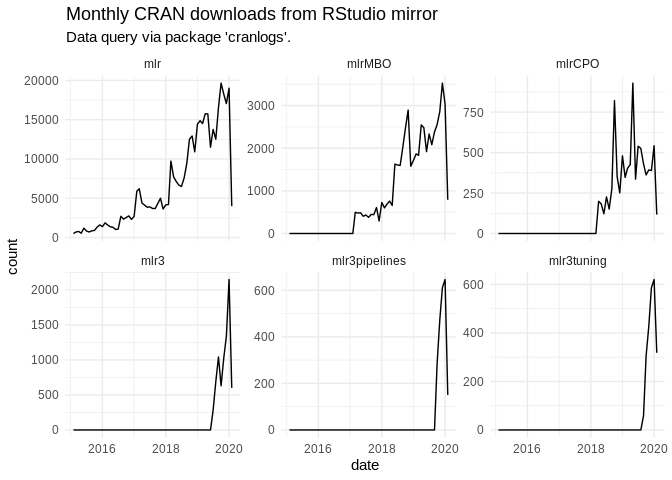 Monthly CRAN downloads from RStudio mirror
Data query via package 'cranlogs'.
mlr
mlrMBO
mlrCPO
20000
15000
10000
5000
0
3000
2000
1000
0
750
500
250
0
count
mlr3
mlr3pipelines
mlr3tuning
2000
1500
1000
500
0
600
400
200
0
600
400
200
0
2016 2018 2020
2016 2018 2020
2016 2018 2020
date